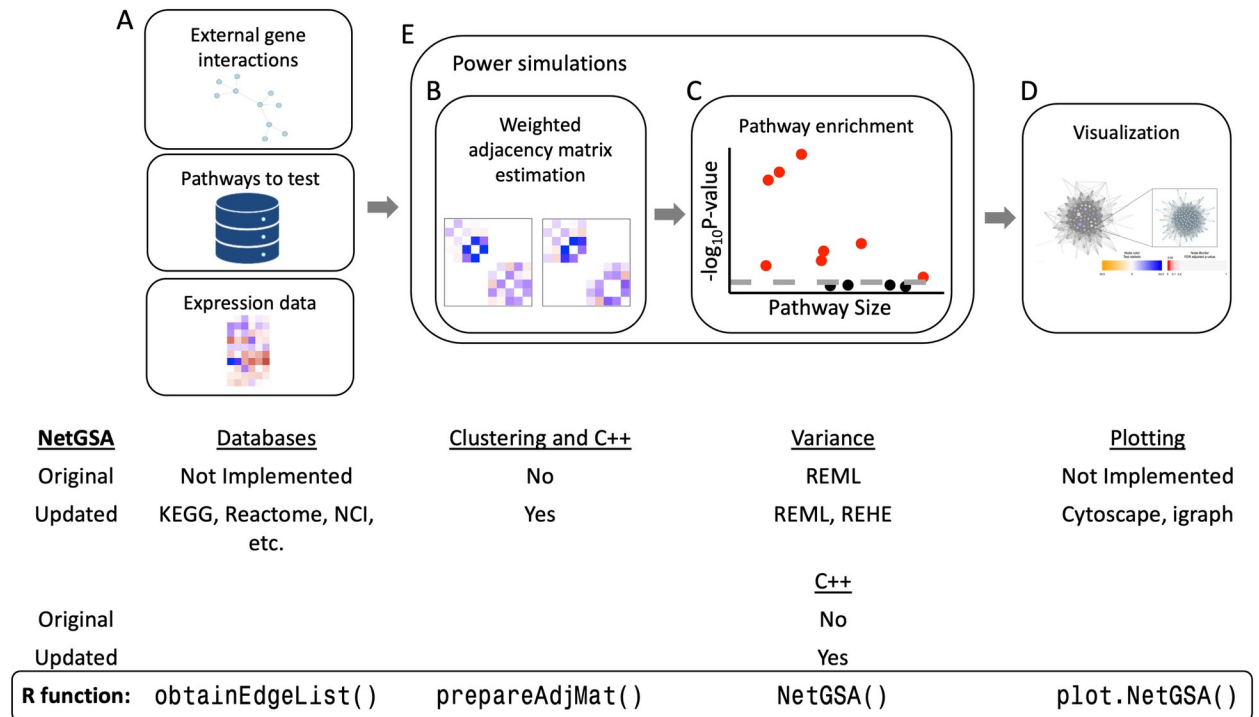 A
External gene
interactions
Pathways to test
Expression data
E
Power simulations
B
Weighted
adjacency matrix
estimation
C
Pathway enrichment
-log10P-value
Pathway Size
D
Visualization
NetGSA Databases Clustering and C++ Variance Plotting
Original Not Implemented No REML Not Implemented
Updated KEGG, Reactome, NCI, Yes REML, REHE Cytoscape, igraph
etc.
C++
Original No
Updated Yes
R function: obtainEdgeList() prepareAdjMat() NetGSA() plot.NetGSA()